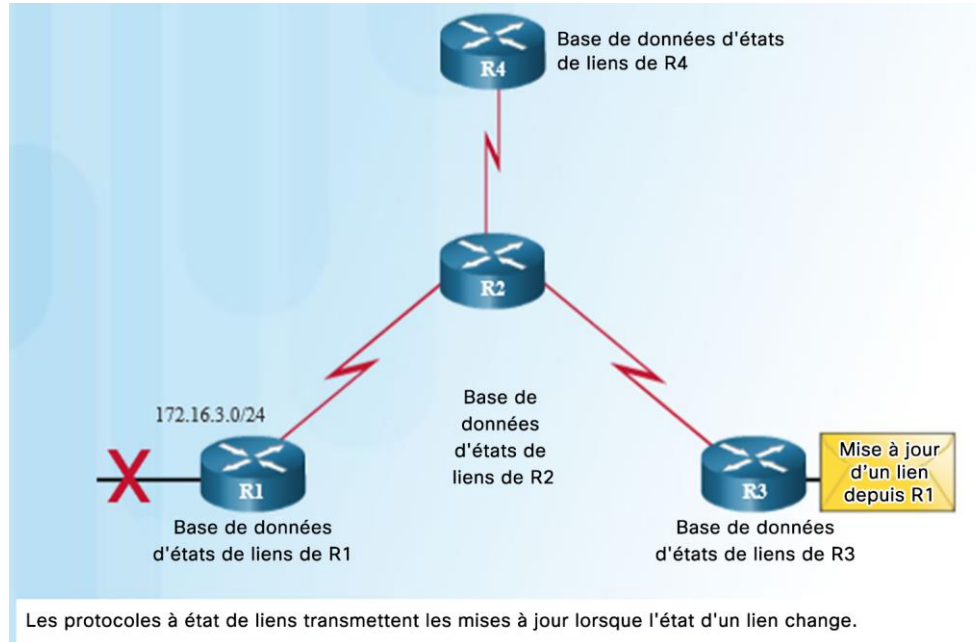 Base de données d'états
de liens de R4
R4
R2
Base de
données
d'états de
liens de R2
172.16.3.0/24
R1
Base de données
d'états de liens de R1
R3
Mise à jour
d'un lien
depuis R1
Base de données
d'états de liens de R3
Les protocoles à état de liens transmettent les mises à jour lorsque l'état d'un lien change.